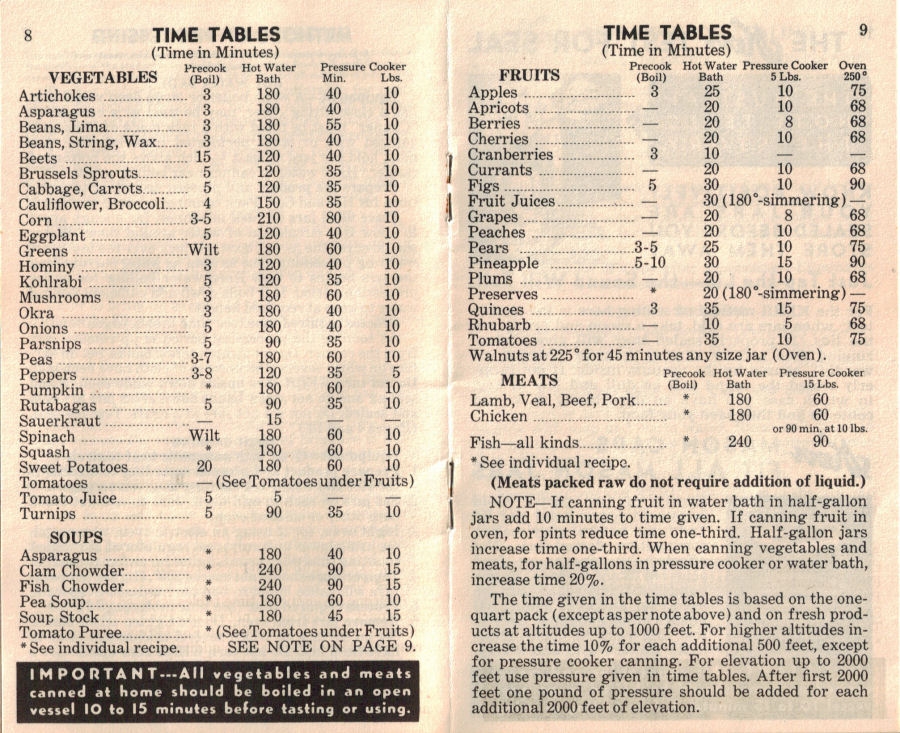 8
TIME TABLES
(Time in Minutes)
VEGETABLES Precook (Boil) Hot Water Bath Pressure Cooker Min. Lbs.
Artichokes 3 180 40 10
Asparagus 3 180 40 10
Beans, Lima 3 180 55 10
Beans, String, Wax 3 180 40 10
Beets 15 120 40 10
Brussels Sprouts 5 120 35 10
Cabbage, Carrots 5 120 35 10
Cauliflower, Broccoli 4 150 35 10
Corn 3-5 210 80 10
Eggplant 5 120 40 10
Greens Wilt 180 60 10
Hominy 3 120 40 10
Kohlrabi 5 120 35 10
Mushrooms 3 180 60 10
Okra 3 180 40 10
Onions 5 180 40 10
Parsnips 5 90 35 10
Peas 3-7 180 60 10
Peppers 3-8 120 35 5
Pumpkin * 180 60 10
Rutabagas 5 90 35 10
Sauerkraut — 15 — —
Spinach Wilt 180 60 10
Squash * 180 60 10
Sweet Potatoes 20 180 60 10
Tomatoes — (See Tomatoes under Fruits)
Tomato Juice 5 5 — —
Turnips 5 90 35 10
SOUPS
Asparagus * 180 40 10
Clam Chowder * 240 90 15
Fish Chowder * 240 90 15
Pea Soup * 180 60 10
Soup Stock * 180 45 15
Tomato Puree * (See Tomatoes under Fruits)
*See individual recipe. SEE NOTE ON PAGE 9.
IMPORTANT---All vegetables and meats
canned at home should be boiled in an open
vessel 10 to 15 minutes before tasting or using.
9
TIME TABLES
(Time in Minutes)
FRUITS Precook (Boil) Hot Water Bath Pressure Cooker 5 Lbs. Oven 250°
Apples 3 25 10 75
Apricots — 20 10 68
Berries — 20 8 68
Cherries — 20 10 68
Cranberries 3 10 — —
Currants — 20 10 68
Figs 5 30 10 90
Fruit Juices — 30 (180°-simmering) —
Grapes — 20 8 68
Peaches — 20 10 68
Pears 3-5 25 10 75
Pineapple 5-10 30 15 90
Plums — 20 10 68
Preserves * 20 (180°-simmering) —
Quinces 3 35 15 75
Rhubarb — 10 5 68
Tomatoes — 35 10 75
Walnuts at 225° for 45 minutes any size jar (Oven).
MEATS Precook (Boil) Hot Water Bath Pressure Cooker 15 Lbs.
Lamb, Veal, Beef, Pork * 180 60
Chicken * 180 60
or 90 min. at 10 lbs.
Fish—all kinds * 240 90
*See individual recipe.
(Meats packed raw do not require addition of liquid.)
NOTE—If canning fruit in water bath in half-gallon
jars add 10 minutes to time given. If canning fruit in
oven, for pints reduce time one-third. Half-gallon jars
increase time one-third. When canning vegetables and
meats, for half-gallons in pressure cooker or water bath,
increase time 20%.
The time given in the time tables is based on the one-
quart pack (except as per note above) and on fresh prod-
ucts at altitudes up to 1000 feet. For higher altitudes in-
crease the time 10% for each additional 500 feet, except
for pressure cooker canning. For elevation up to 2000
feet use pressure given in time tables. After first 2000
feet one pound of pressure should be added for each
additional 2000 feet of elevation.